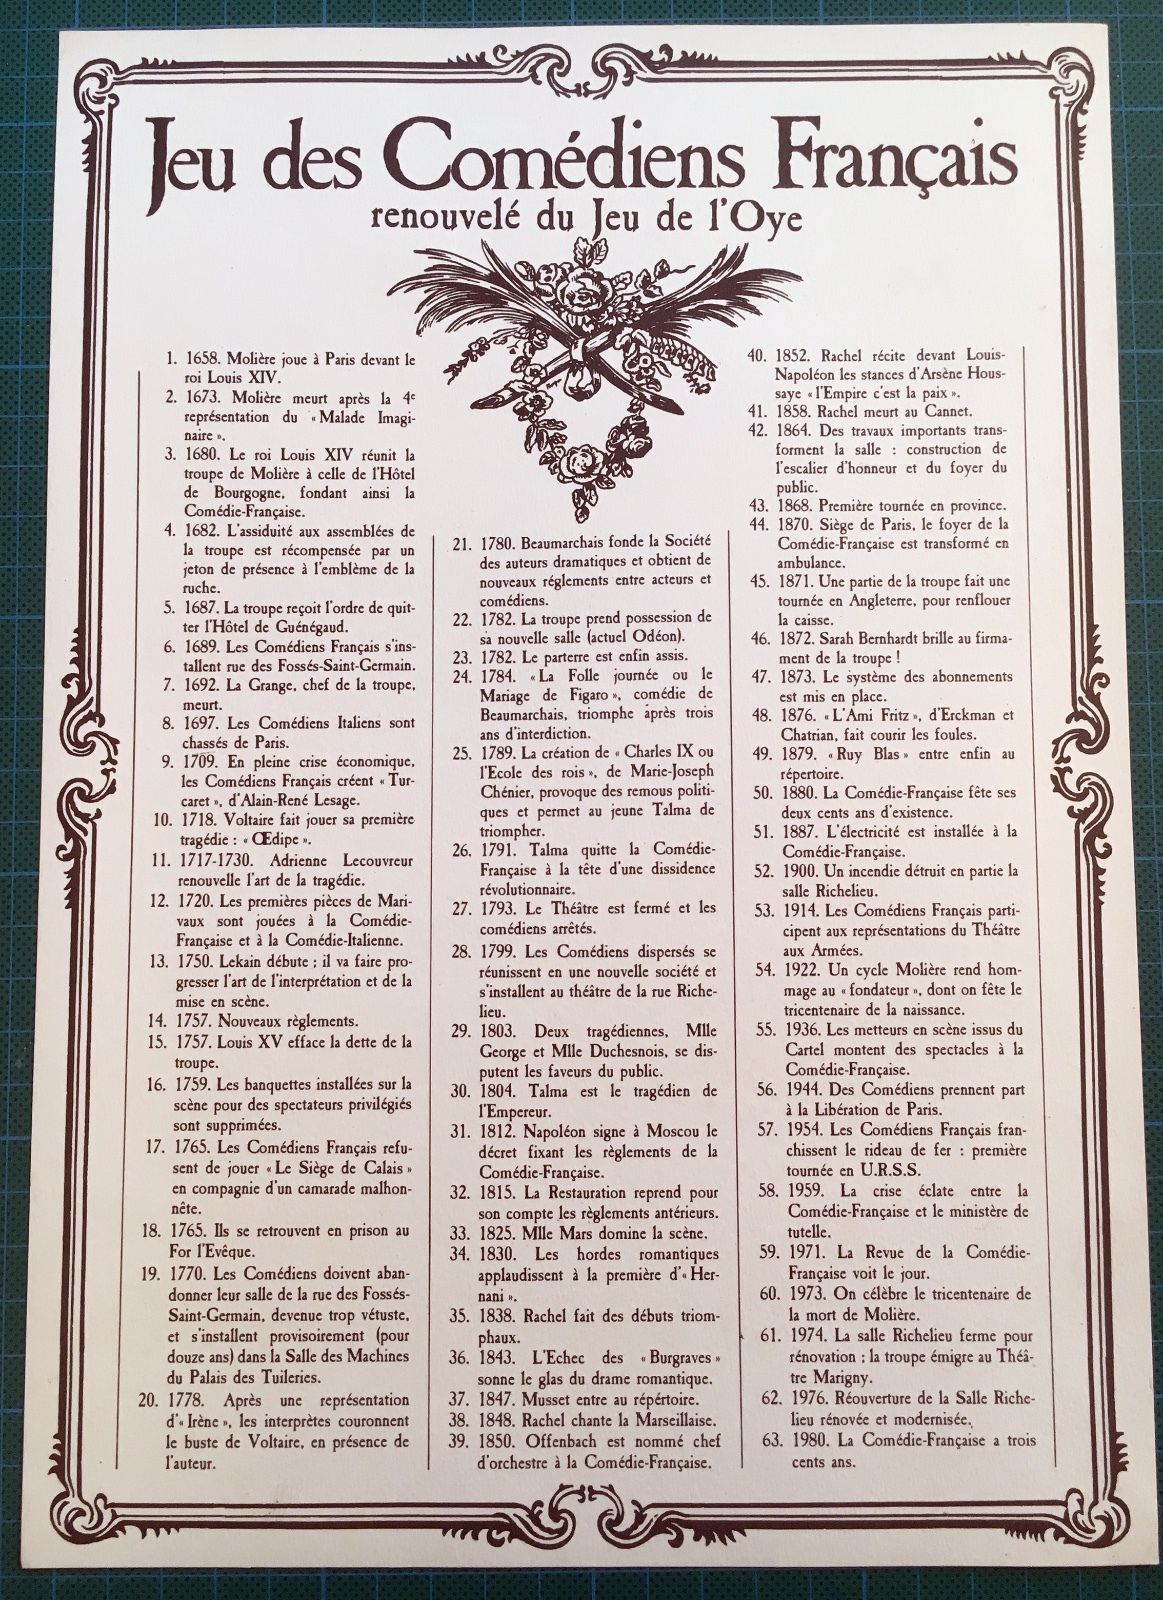 Jeu des Comédiens Français
renouvelé du Jeu de l'Oye
1. 1658. Molière joue à Paris devant le
roi Louis XIV.
2. 1673. Molière meurt après la 4e
représentation du « Malade Imagi-
naire ».
3. 1680. Le roi Louis XIV réunit la
troupe de Molière à celle de l'Hôtel
de Bourgogne, fondant ainsi la
Comédie-Française.
4. 1682. L'assiduité aux assemblées de
la troupe est récompensée par un
jeton de présence à l'emblème de la
ruche.
5. 1687. La troupe reçoit l'ordre de quit-
ter l'Hôtel de Guénégaud.
6. 1689. Les Comédiens Français s'ins-
tallent rue des Fossés-Saint-Germain.
7. 1692. La Grange, chef de la troupe,
meurt.
8. 1697. Les Comédiens Italiens sont
chassés de Paris.
9. 1709. En pleine crise économique,
les Comédiens Français créent « Tur-
caret », d'Alain-René Lesage.
10. 1718. Voltaire fait jouer sa première
tragédie : « Œdipe ».
11. 1717-1730. Adrienne Lecouvreur
renouvelle l'art de la tragédie.
12. 1720. Les premières pièces de Mari-
vaux sont jouées à la Comédie-
Française et à la Comédie-Italienne.
13. 1750. Lekain débute ; il va faire pro-
gresser l'art de l'interprétation et de la
mise en scène.
14. 1757. Nouveaux règlements.
15. 1757. Louis XV efface la dette de la
troupe.
16. 1759. Les banquettes installées sur la
scène pour des spectateurs privilégiés
sont supprimées.
17. 1765. Les Comédiens Français refu-
sent de jouer « Le Siège de Calais »
en compagnie d'un camarade malhon-
nête.
18. 1765. Ils se retrouvent en prison au
For l'Evêque.
19. 1770. Les Comédiens doivent aban-
donner leur salle de la rue des Fossés-
Saint-Germain, devenue trop vétuste,
et s'installent provisoirement (pour
douze ans) dans la Salle des Machines
du Palais des Tuileries.
20. 1778. Après une représentation
d'« Irène », les interprètes couronnent
le buste de Voltaire, en présence de
l'auteur.
21. 1780. Beaumarchais fonde la Société
des auteurs dramatiques et obtient de
nouveaux réglements entre acteurs et
comédiens.
22. 1782. La troupe prend possession de
sa nouvelle salle (actuel Odéon).
23. 1782. Le parterre est enfin assis.
24. 1784. « La Folle journée ou le
Mariage de Figaro », comédie de
Beaumarchais, triomphe après trois
ans d'interdiction.
25. 1789. La création de « Charles IX ou
l'Ecole des rois », de Marie-Joseph
Chénier, provoque des remous politi-
ques et permet au jeune Talma de
triompher.
26. 1791. Talma quitte la Comédie-
Française à la tête d'une dissidence
révolutionnaire.
27. 1793. Le Théâtre est fermé et les
comédiens arrêtés.
28. 1799. Les Comédiens dispersés se
réunissent en une nouvelle société et
s'installent au théâtre de la rue Riche-
lieu.
29. 1803. Deux tragédiennes, Mlle
George et Mlle Duchesnois, se dis-
putent les faveurs du public.
30. 1804. Talma est le tragédien de
l'Empereur.
31. 1812. Napoléon signe à Moscou le
décret fixant les règlements de la
Comédie-Française.
32. 1815. La Restauration reprend pour
son compte les règlements antérieurs.
33. 1825. Mlle Mars domine la scène.
34. 1830. Les hordes romantiques
applaudissent à la première d'« Her-
nani ».
35. 1838. Rachel fait des débuts triom-
phaux.
36. 1843. L'Echec des « Burgraves »
sonne le glas du drame romantique.
37. 1847. Musset entre au répertoire.
38. 1848. Rachel chante la Marseillaise.
39. 1850. Offenbach est nommé chef
d'orchestre à la Comédie-Française.
40. 1852. Rachel récite devant Louis-
Napoléon les stances d'Arsène Hous-
saye « l'Empire c'est la paix ».
41. 1858. Rachel meurt au Cannet.
42. 1864. Des travaux importants trans-
forment la salle : construction de
l'escalier d'honneur et du foyer du
public.
43. 1868. Première tournée en province.
44. 1870. Siège de Paris, le foyer de la
Comédie-Française est transformé en
ambulance.
45. 1871. Une partie de la troupe fait une
tournée en Angleterre, pour renflouer
la caisse.
46. 1872. Sarah Bernhardt brille au firma-
ment de la troupe !
47. 1873. Le système des abonnements
est mis en place.
48. 1876. « L'Ami Fritz », d'Erckman et
Chatrian, fait courir les foules.
49. 1879. « Ruy Blas » entre enfin au
répertoire.
50. 1880. La Comédie-Française fête ses
deux cents ans d'existence.
51. 1887. L'électricité est installée à la
Comédie-Française.
52. 1900. Un incendie détruit en partie la
salle Richelieu.
53. 1914. Les Comédiens Français parti-
cipent aux représentations du Théâtre
aux Armées.
54. 1922. Un cycle Molière rend hom-
mage au « fondateur », dont on fête le
tricentenaire de la naissance.
55. 1936. Les metteurs en scène issus du
Cartel montent des spectacles à la
Comédie-Française.
56. 1944. Des Comédiens prennent part
à la Libération de Paris.
57. 1954. Les Comédiens Français fran-
chissent le rideau de fer : première
tournée en U.R.S.S.
58. 1959. La crise éclate entre la
Comédie-Française et le ministère de
tutelle.
59. 1971. La Revue de la Comédie-
Française voit le jour.
60. 1973. On célèbre le tricentenaire de
la mort de Molière.
61. 1974. La salle Richelieu ferme pour
rénovation ; la troupe émigre au Théâ-
tre Marigny.
62. 1976. Réouverture de la Salle Riche-
lieu rénovée et modernisée.
63. 1980. La Comédie-Française a trois
cents ans.